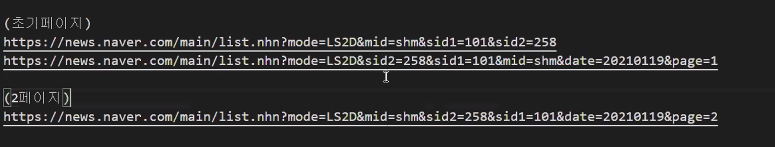 (초기페이지)
https://news.naver.com/main/list.nhn?mode=LS2D&mid=shm&sid1=101&sid2=258
https://news.naver.com/main/list.nhn?mode=LS2D&sid2=258&sid1=101&mid=shm&date=20210119&page=1
(2페이지)
https://news.naver.com/main/list.nhn?mode=LS2D&mid=shm&sid2=258&sid1=101&date=20210119&page=2